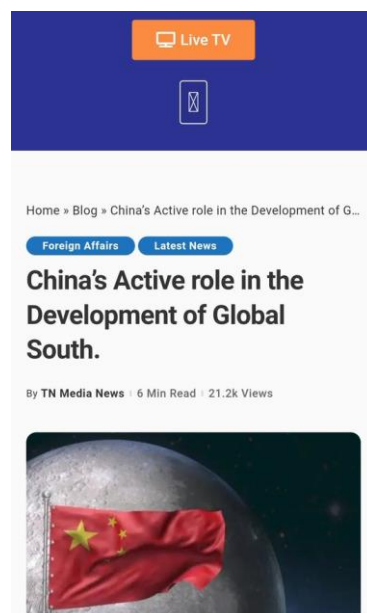 Live TV
Home » Blog » China's Active role in the Development of G...
Foreign Affairs Latest News
China's Active role in the
Development of Global
South.
By TN Media News 6 Min Read 21.2k Views